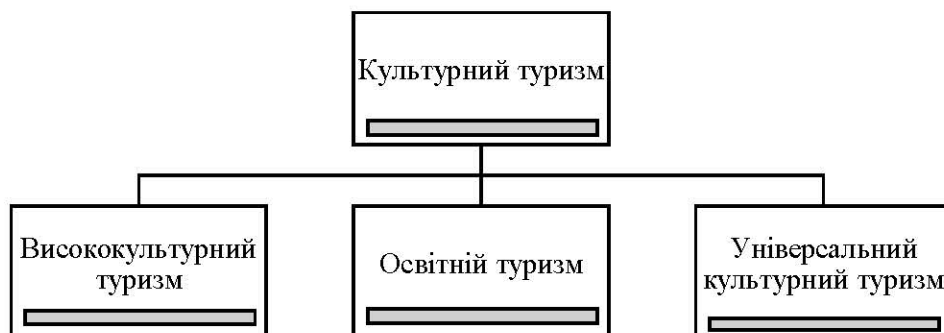 Культурний туризм
Висококультурний
туризм
Освітній туризм
Універсальний
культурний туризм